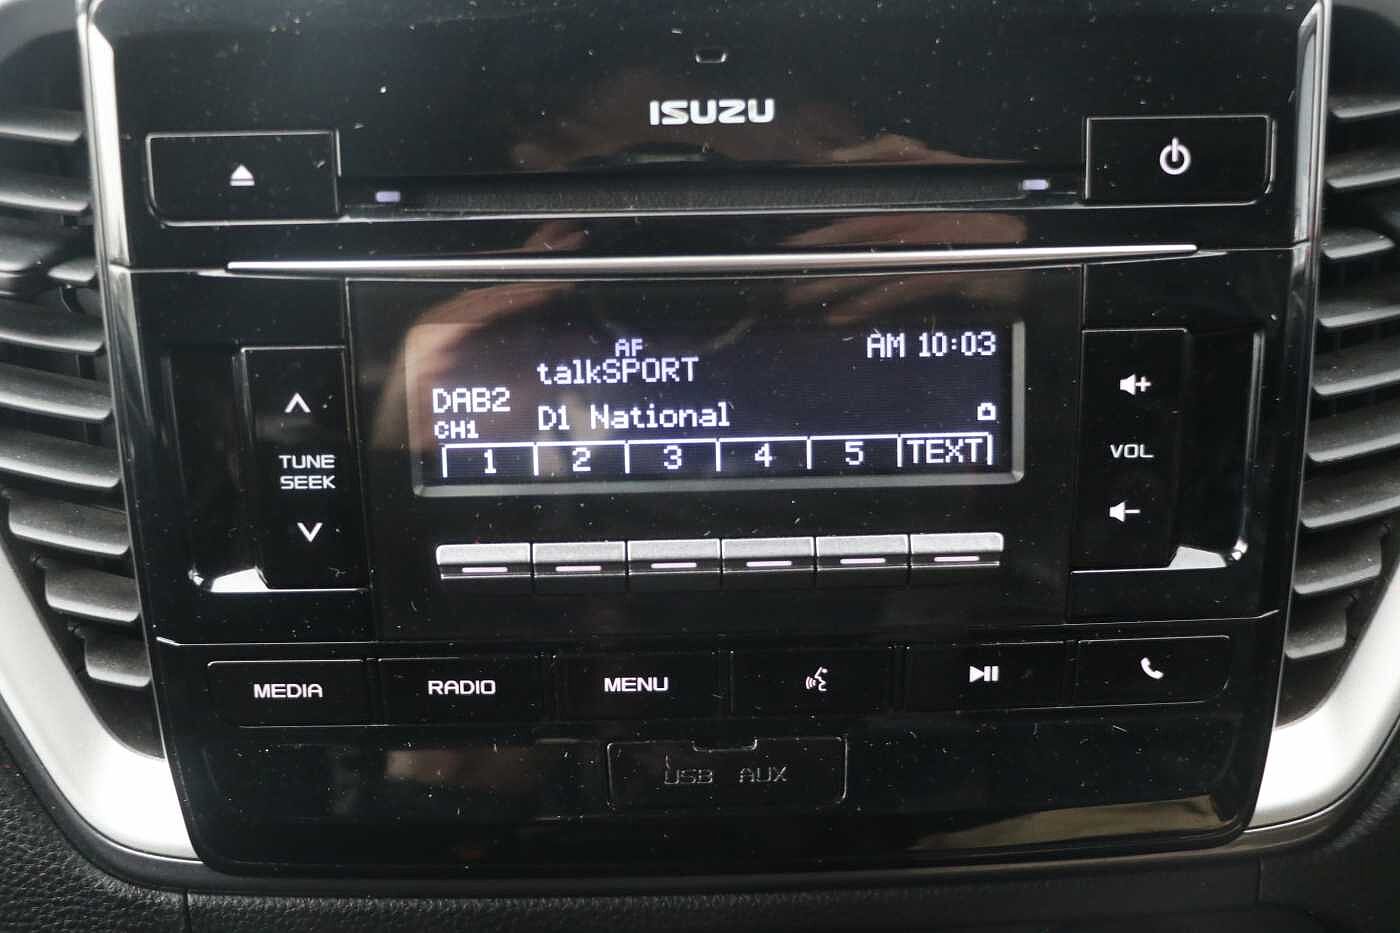 ISUZU
AF
AM 10:03
talkSPORT
DAB2
D1 National
CH1
1 2 3 4 5 TEXT
TUNE
SEEK
VOL
MEDIA RADIO MENU
USB AUX